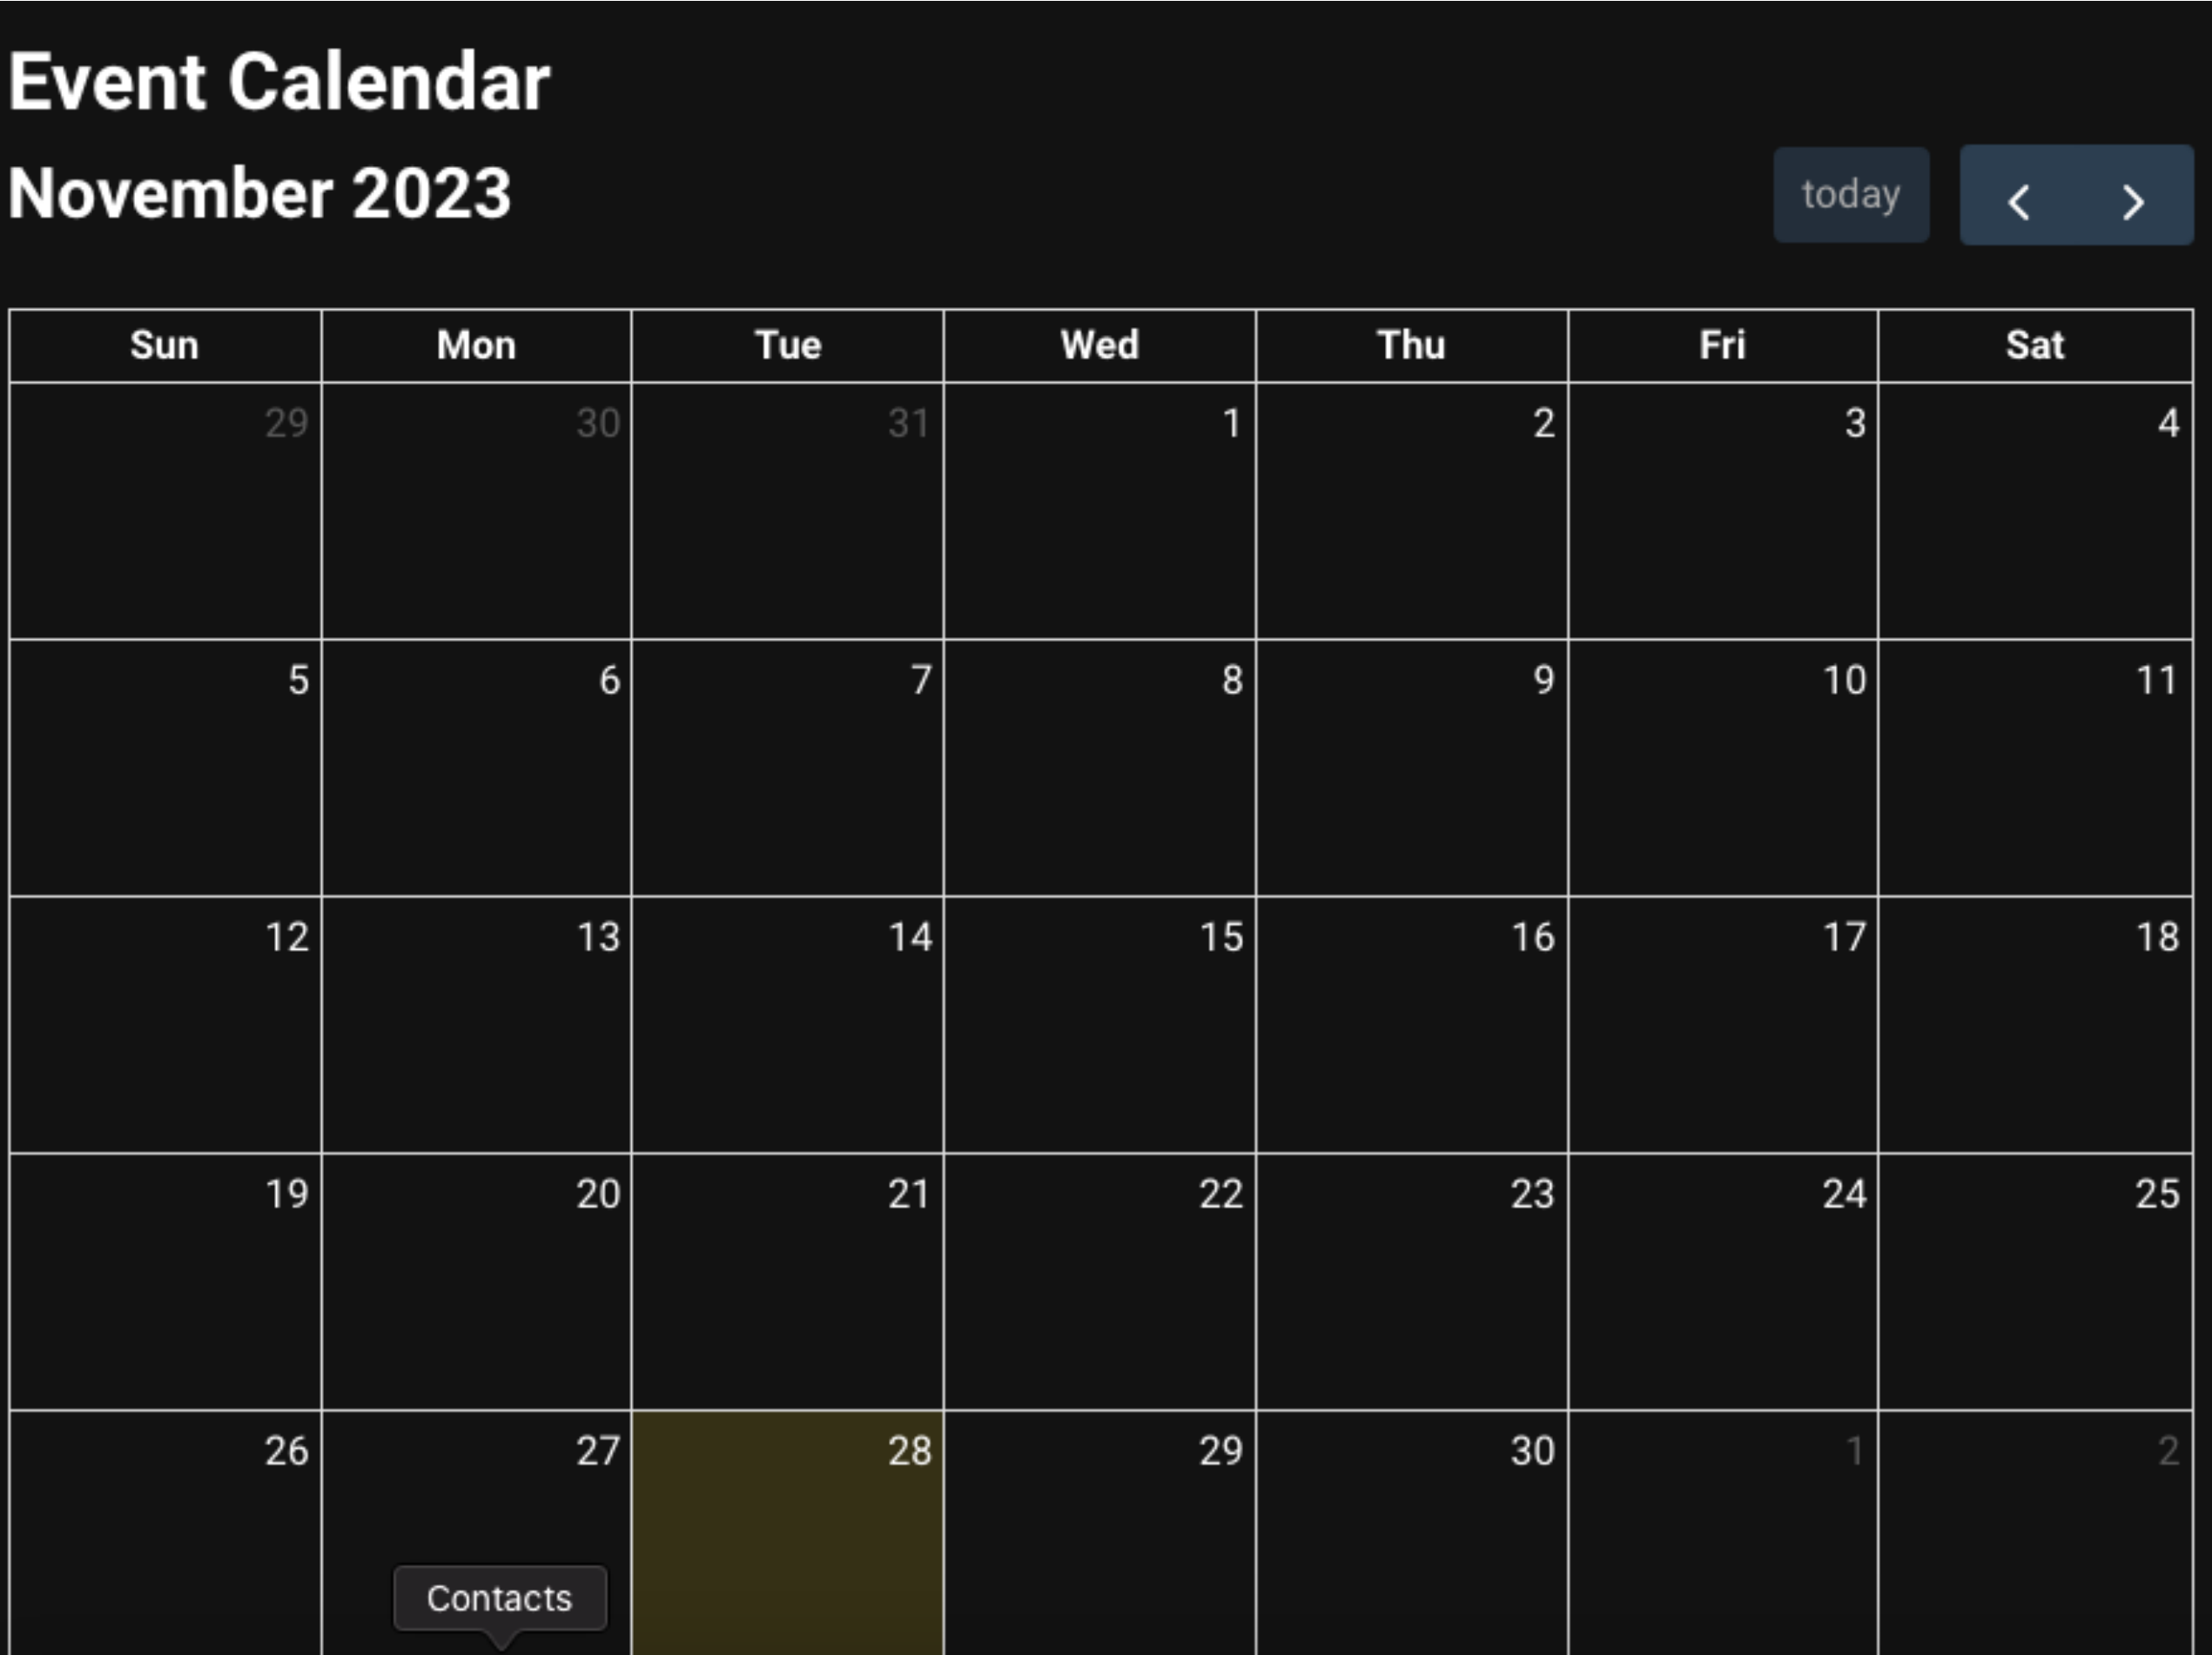 Event Calendar
November 2023
today
Sun Mon Tue Wed Thu Fri Sat
29 30 31 1 2 3 4
5 6 7 8 9 10 11
12 13 14 15 16 17 18
19 20 21 22 23 24 25
26 27 28 29 30 1 2
Contacts